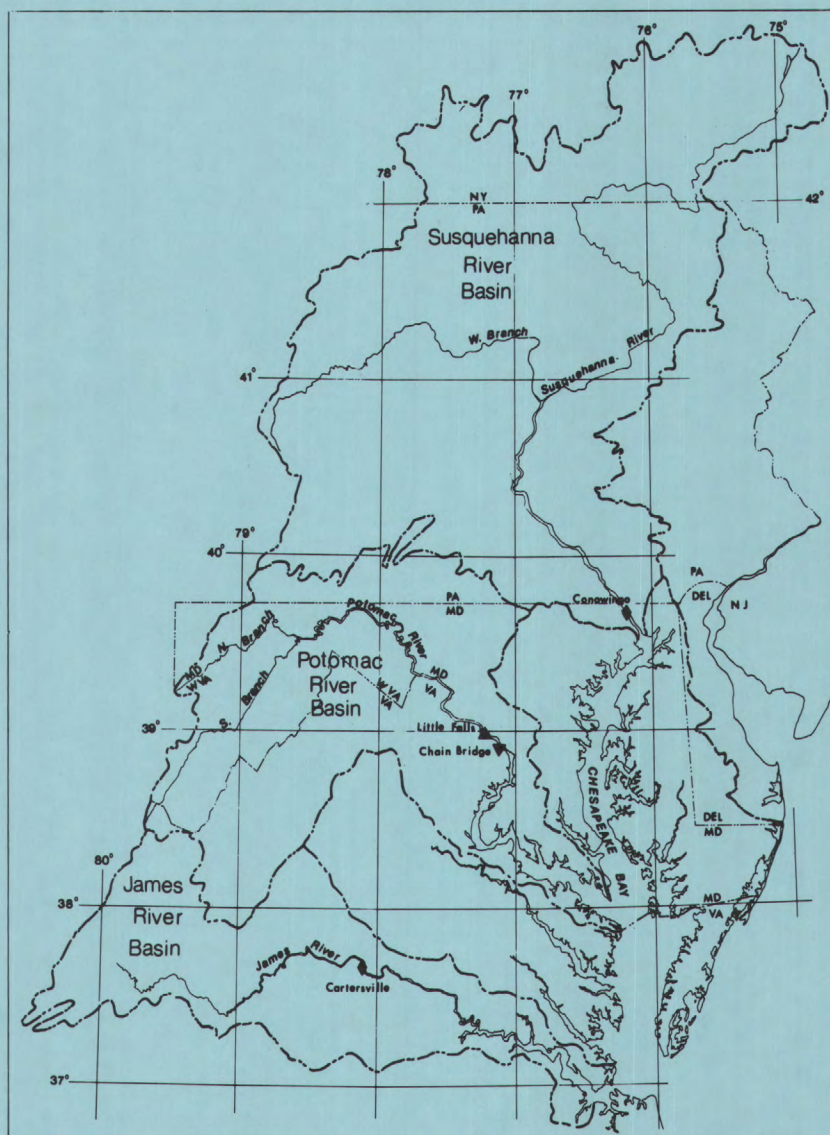 76°
75°
77°
78°
NY
PA
42°
Susquehanna
River
Basin
W. Branch
Susquehanna River
41°
79°
40°
PA
MD
Conowingo
PA
DEL
NJ
Potomac River
N. Branch
MD
W VA
S. Branch
Potomac
River
Basin
MD
VA
W VA
VA
39°
Little Falls
Chain Bridge
CHESAPEAKE BAY
DEL
MD
80°
James
River
Basin
38°
MD
VA
James River
Cartersville
37°